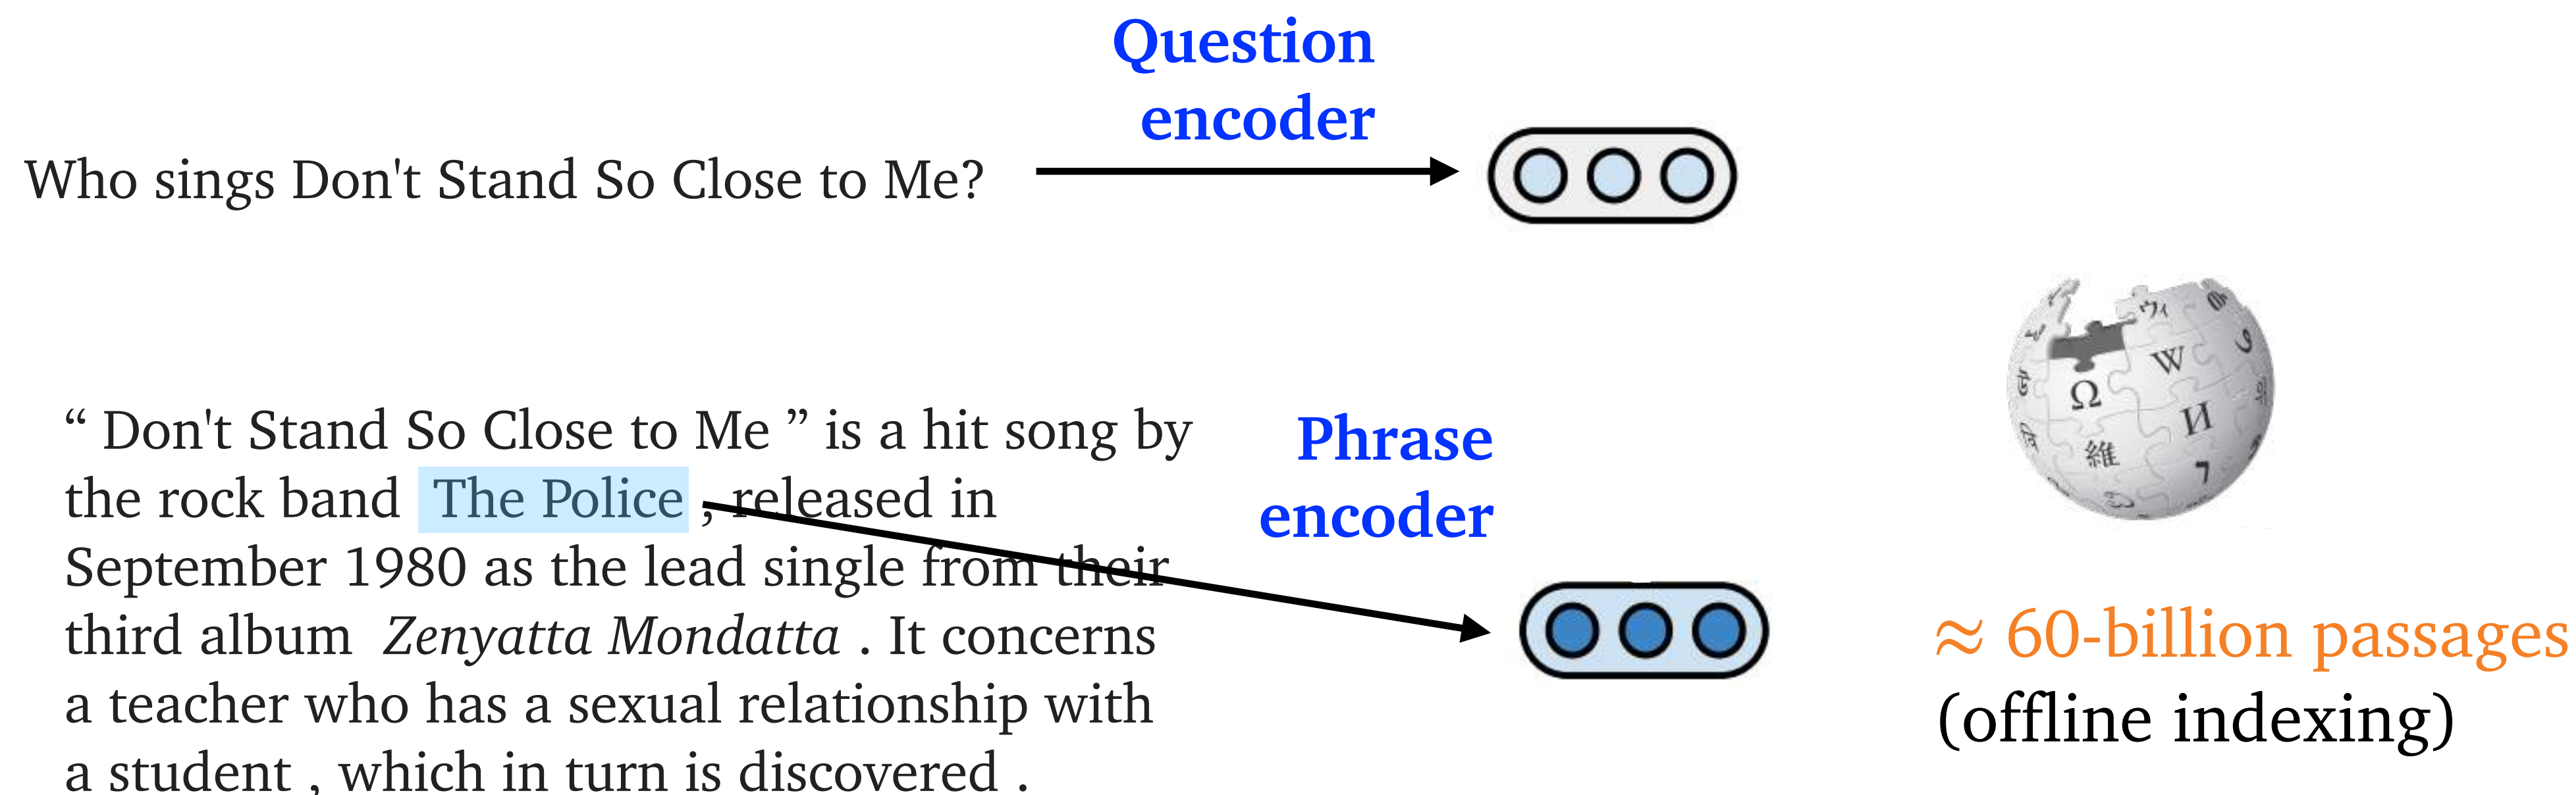 Question
encoder
Who sings Don't Stand So Close to Me?
“ Don't Stand So Close to Me ” is a hit song by
the rock band The Police , released in
September 1980 as the lead single from their
third album Zenyatta Mondatta . It concerns
a teacher who has a sexual relationship with
a student , which in turn is discovered .
Phrase
encoder
Ω
W
И
維
ウィ
≈ 60-billion passages
(offline indexing)